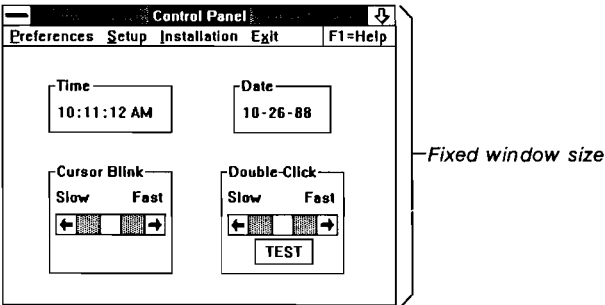 Control Panel
Preferences Setup Installation Exit F1=Help
Time
10:11:12 AM
Date
10-26-88
Fixed window size
Cursor Blink
Slow Fast
Double-Click
Slow Fast
TEST